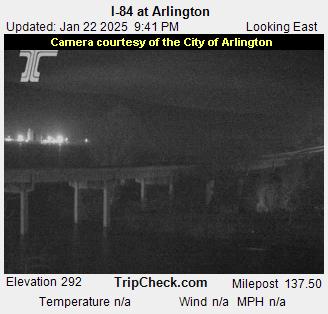 I-84 at Arlington
Updated: Jan 22 2025 9:41 PM Looking East
Camera courtesy of the City of Arlington
Elevation 292 TripCheck.com Milepost 137.50
Temperature n/a Wind n/a MPH n/a